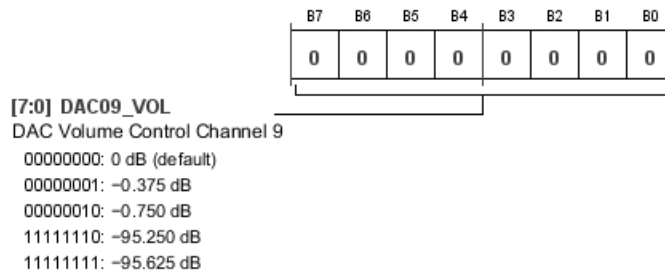 B7 B6 B5 B4 B3 B2 B1 B0
0 0 0 0 0 0 0 0
[7:0] DAC09_VOL
DAC Volume Control Channel 9
00000000: 0 dB (default)
00000001: −0.375 dB
00000010: −0.750 dB
11111110: −95.250 dB
11111111: −95.625 dB